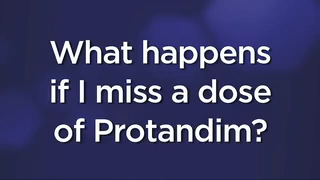 What happens
if I miss a dose
of Protandim?